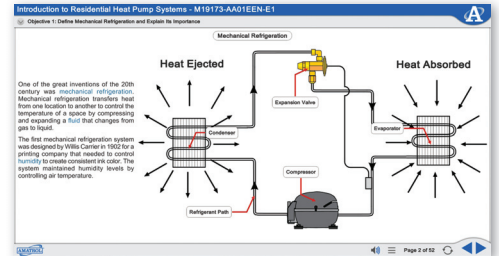 Introduction to Residential Heat Pump Systems - M19173-AA01EEN-E1
Objective 1: Define Mechanical Refrigeration and Explain Its Importance
Mechanical Refrigeration
One of the great inventions of the 20th
century was mechanical refrigeration.
Mechanical refrigeration transfers heat
from one location to another to control the
temperature of a space by compressing
and expanding a fluid that changes from
gas to liquid.
The first mechanical refrigeration system
was designed by Willis Carrier in 1902 for a
printing company that needed to control
humidity to create consistent ink color. The
system maintained humidity levels by
controlling air temperature.
Heat Ejected
Heat Absorbed
Expansion Valve
Condenser
Evaporator
Compressor
Refrigerant Path
AMATROL
Page 2 of 52